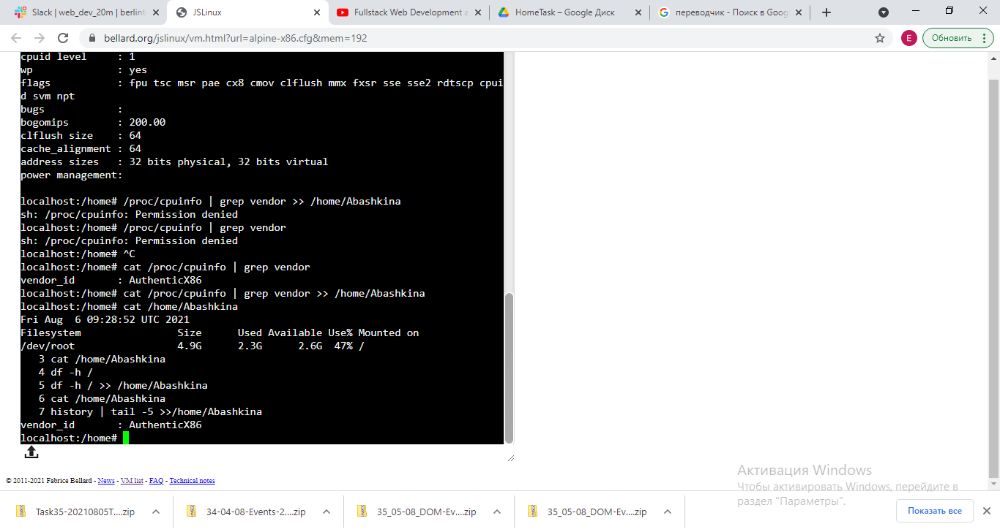 Slack | web_dev_20m | berlint
JSLinux
Fullstack Web Development a
HomeTask – Google Диск
переводчик - Поиск в Goog
bellard.org/jslinux/vm.html?url=alpine-x86.cfg&mem=192
E
Обновить
cpuid level : 1
wp : yes
flags : fpu tsc msr pae cx8 cmov clflush mmx fxsr sse sse2 rdtscp cpui
d svm npt
bugs :
bogomips : 200.00
clflush size : 64
cache_alignment : 64
address sizes : 32 bits physical, 32 bits virtual
power management:
localhost:/home# /proc/cpuinfo | grep vendor >> /home/Abashkina
sh: /proc/cpuinfo: Permission denied
localhost:/home# /proc/cpuinfo | grep vendor
sh: /proc/cpuinfo: Permission denied
localhost:/home# ^C
localhost:/home# cat /proc/cpuinfo | grep vendor
vendor_id : AuthenticX86
localhost:/home# cat /proc/cpuinfo | grep vendor >> /home/Abashkina
localhost:/home# cat /home/Abashkina
Fri Aug 6 09:28:52 UTC 2021
Filesystem Size Used Available Use% Mounted on
/dev/root 4.9G 2.3G 2.6G 47% /
3 cat /home/Abashkina
4 df -h /
5 df -h / >> /home/Abashkina
6 cat /home/Abashkina
7 history | tail -5 >>/home/Abashkina
vendor_id : AuthenticX86
localhost:/home#
© 2011-2021 Fabrice Bellard - News - VM list - FAQ - Technical notes
Активация Windows
Чтобы активировать Windows, перейдите в
раздел "Параметры".
Task35-20210805T....zip
34-04-08-Events-2....zip
35_05-08_DOM-Ev....zip
35_05-08_DOM-Ev....zip
Показать все